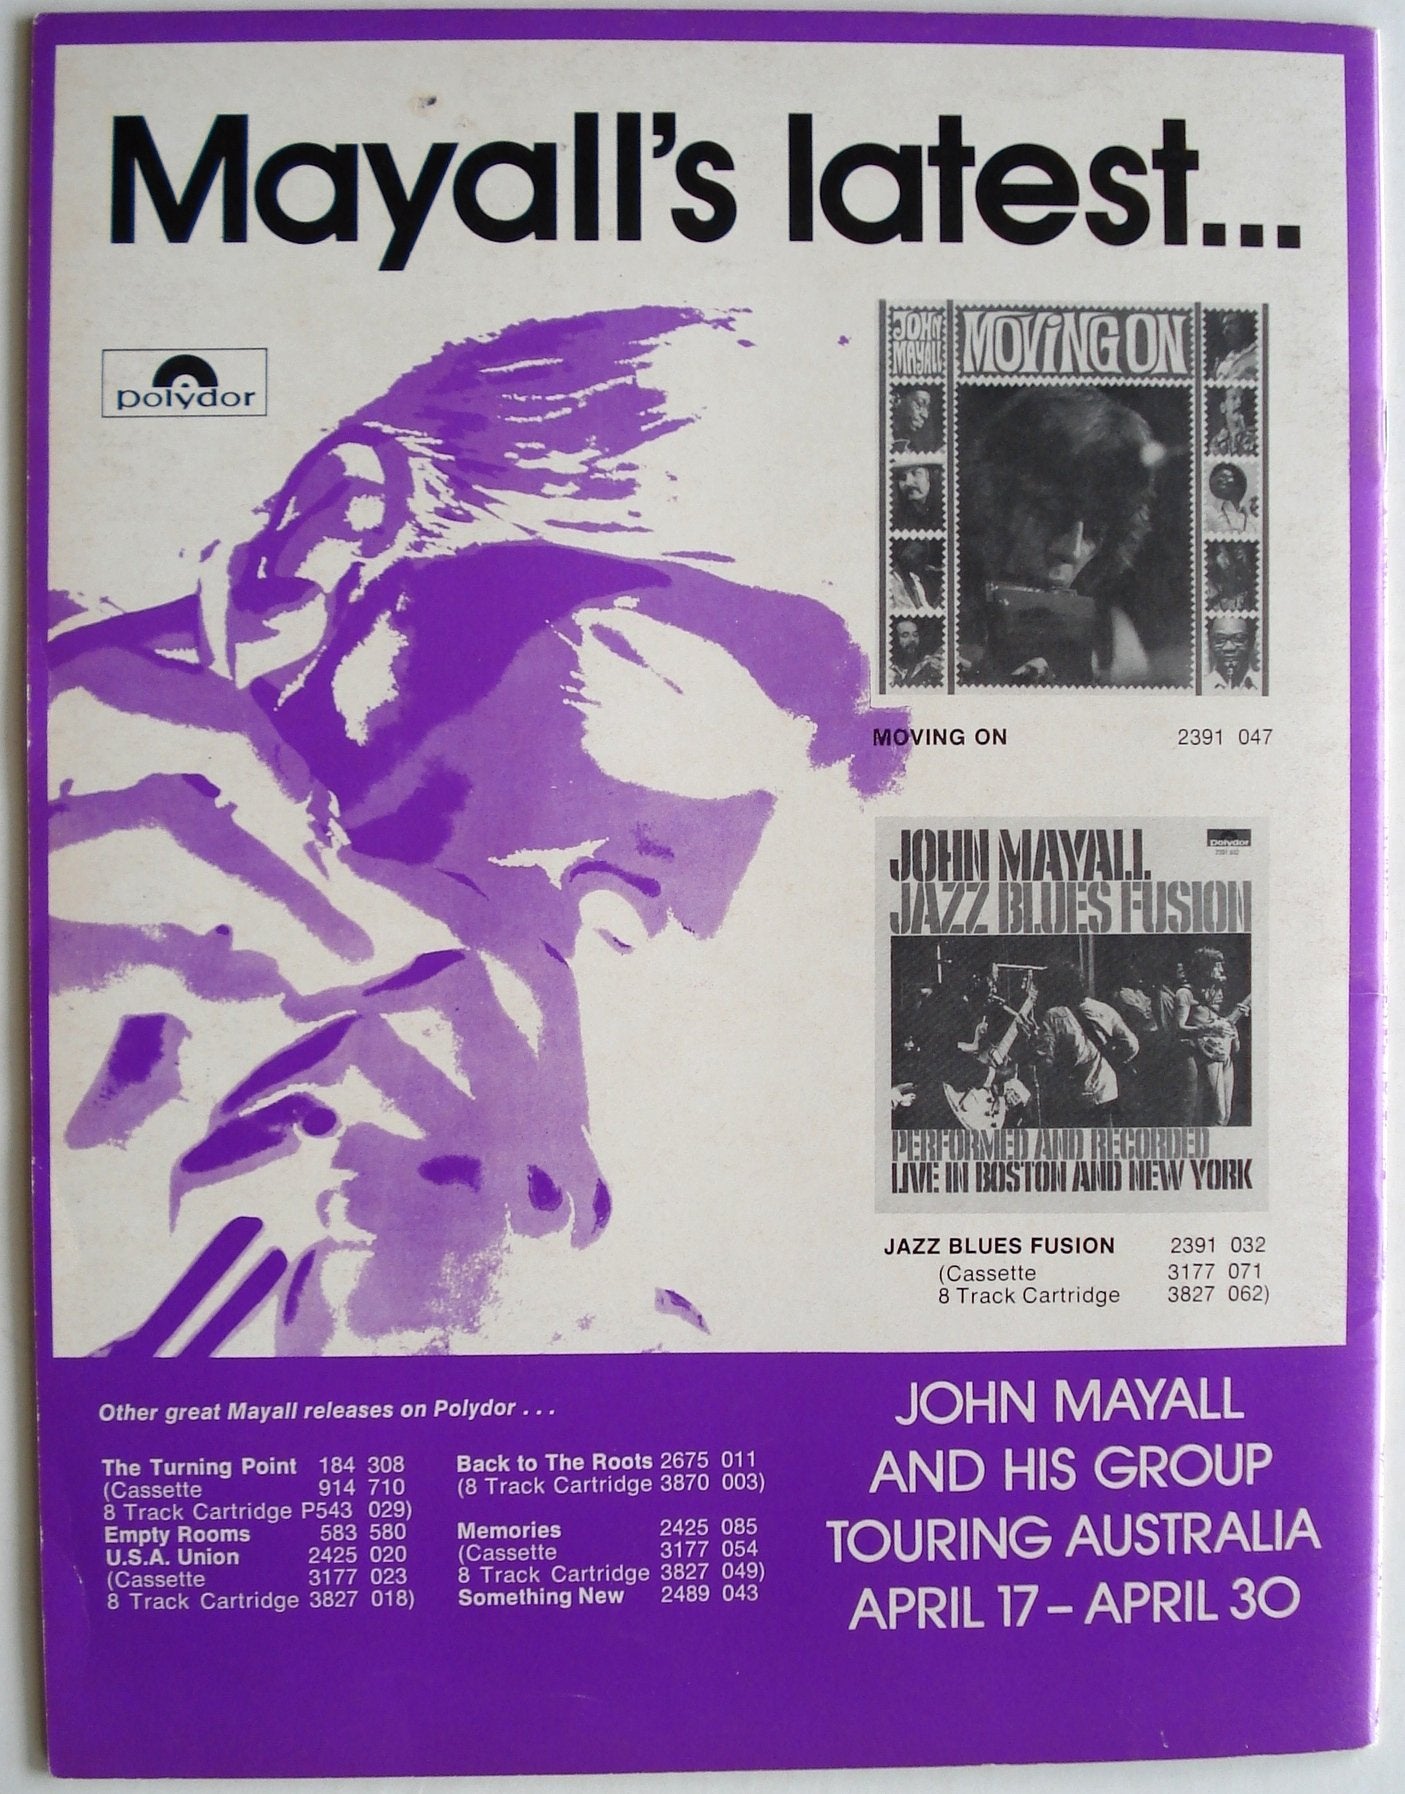 Mayall's latest...
polydor
JOHN
MAYALL
MOVING ON
MOVING ON 2391 047
JOHN MAYALL
polydor
2391 032
JAZZ BLUES FUSION
PERFORMED AND RECORDED
LIVE IN BOSTON AND NEW YORK
JAZZ BLUES FUSION 2391 032
(Cassette 3177 071
8 Track Cartridge 3827 062)
Other great Mayall releases on Polydor . . .
The Turning Point 184 308
(Cassette 914 710
8 Track Cartridge P543 029)
Empty Rooms 583 580
U.S.A. Union 2425 020
(Cassette 3177 023
8 Track Cartridge 3827 018)
Back to The Roots 2675 011
(8 Track Cartridge 3870 003)
Memories 2425 085
(Cassette 3177 054
8 Track Cartridge 3827 049)
Something New 2489 043
JOHN MAYALL
AND HIS GROUP
TOURING AUSTRALIA
APRIL 17 – APRIL 30